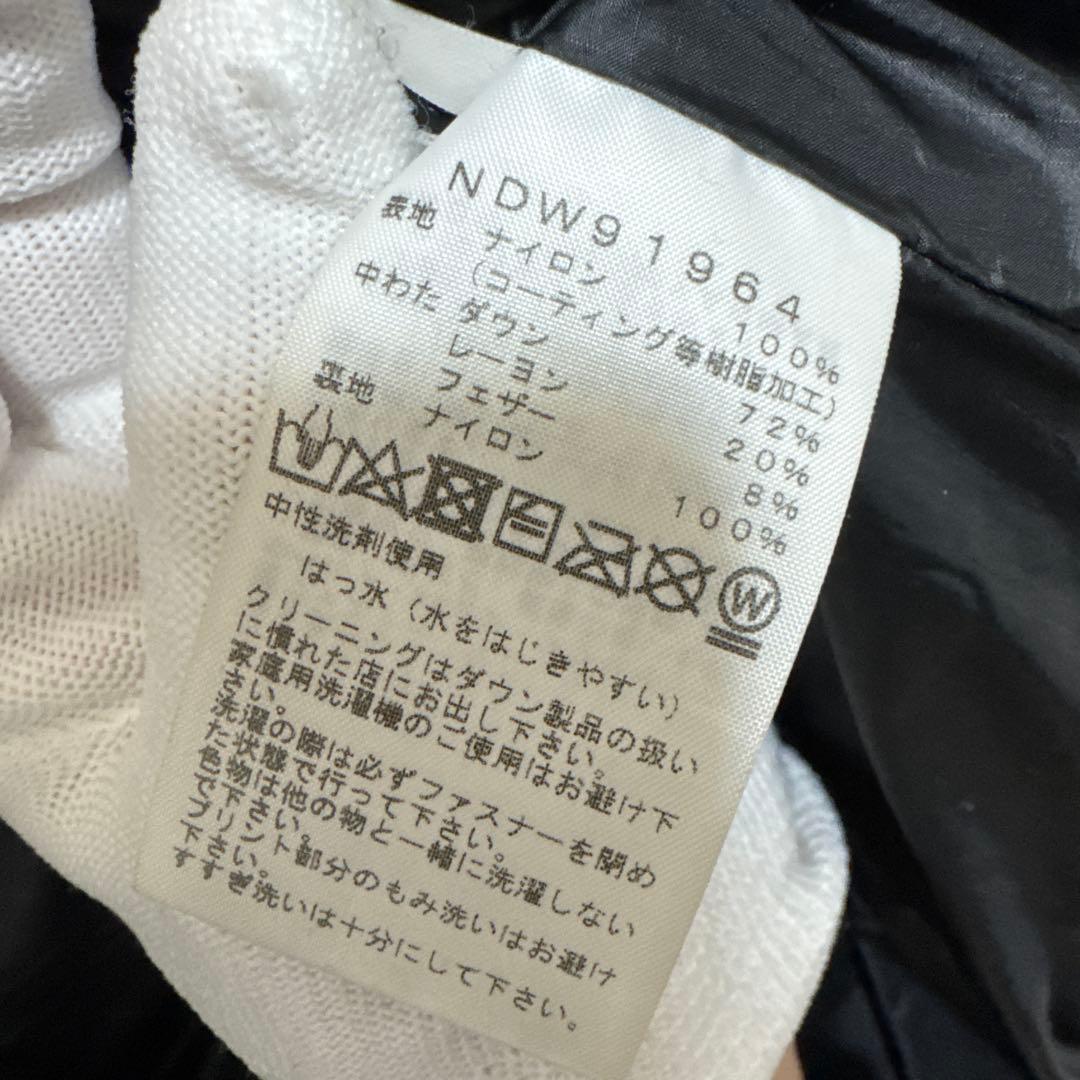 NDW91964
表地 ナイロン 100%
(コーティング等樹脂加工)
中わた ダウン 72%
レーヨン 20%
フェザー 8%
裏地 ナイロン 100%
W
中性洗剤使用
はっ水(水をはじきやすい)
クリーニングはダウン製品の扱い
に慣れた店にお出し下さい。
家庭用洗濯機のご使用はお避け下
さい。
洗濯の際は必ずファスナーを閉め
た状態で行って下さい。
色物は他の物と一緒に洗濯しない
で下さい。
プリント部分のもみ洗いはお避け
下さい。
すすぎ洗いは十分にして下さい。